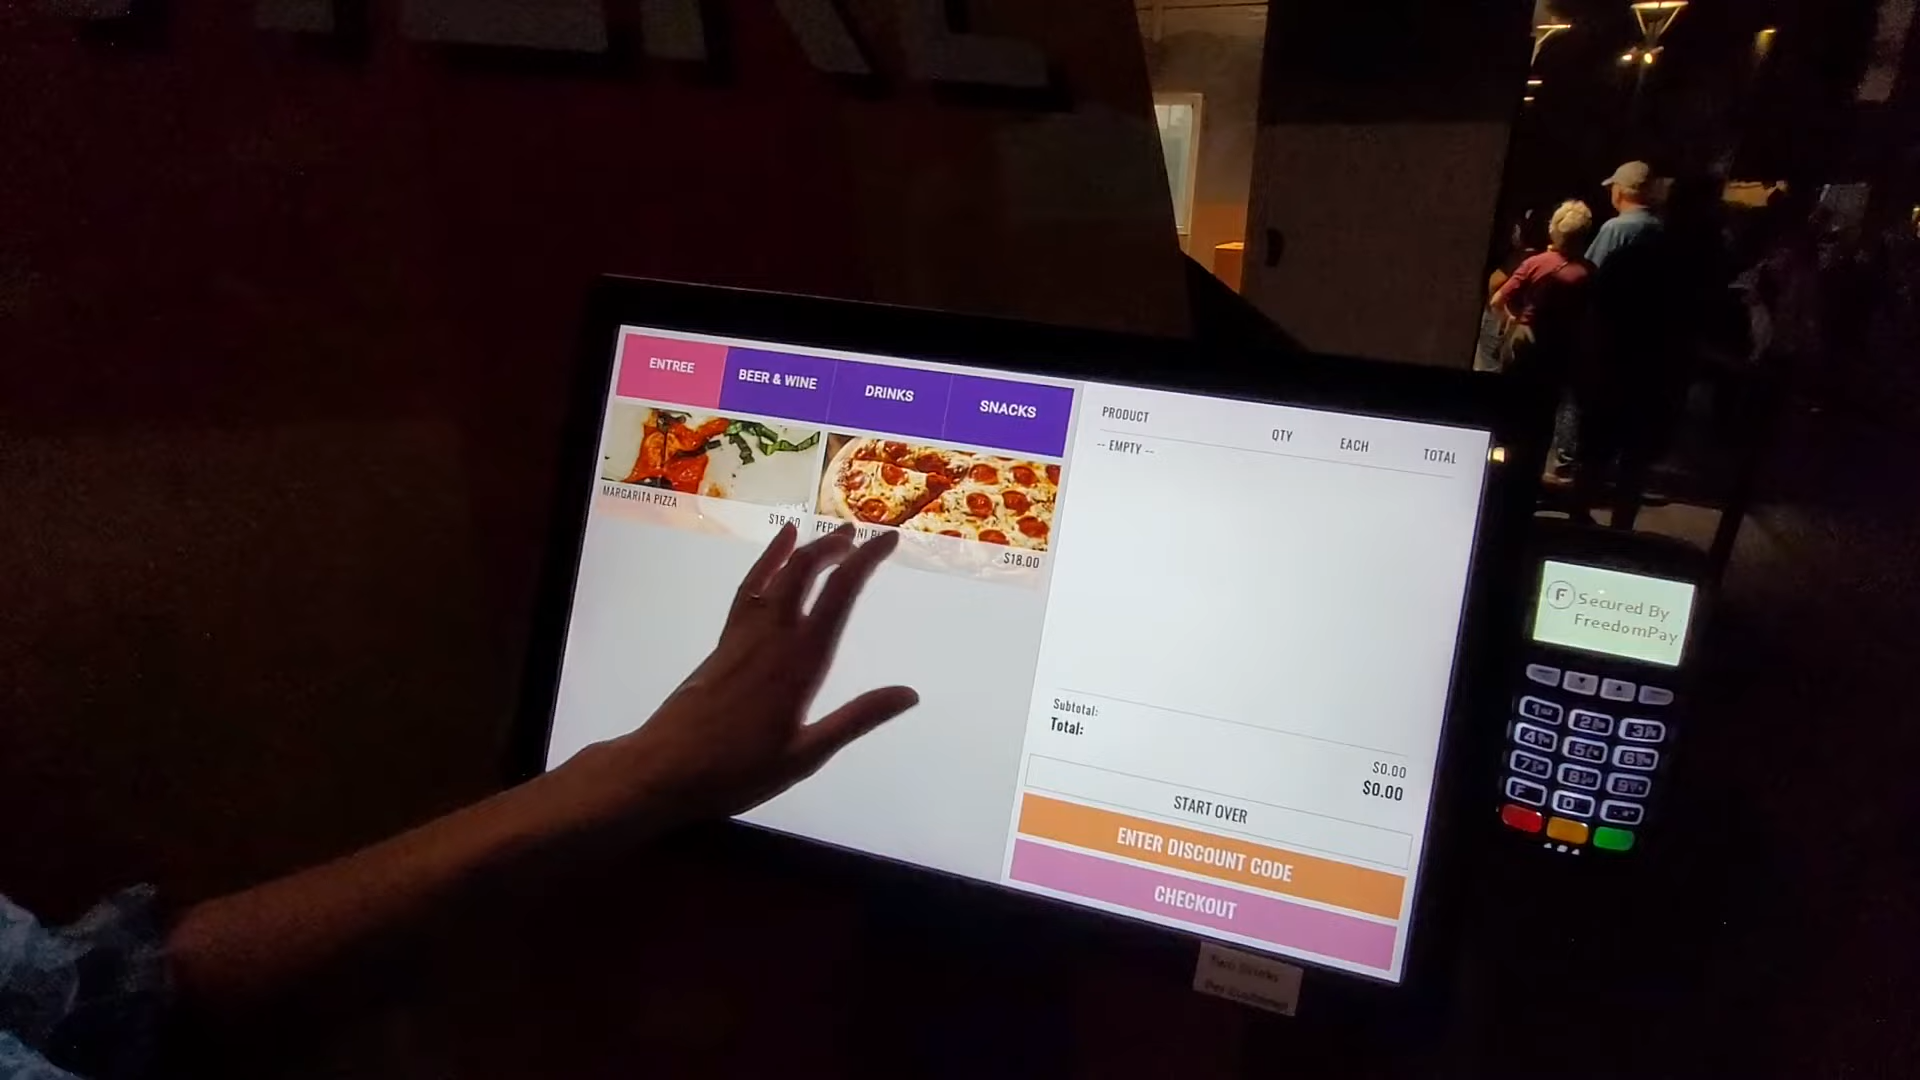 ENTREE
BEER & WINE
DRINKS
SNACKS
MARGARITA PIZZA
$18.00
$18.00
PRODUCT
QTY
EACH
TOTAL
-- EMPTY --
Subtotal:
$0.00
Total:
$0.00
START OVER
ENTER DISCOUNT CODE
CHECKOUT
F Secured By
FreedomPay